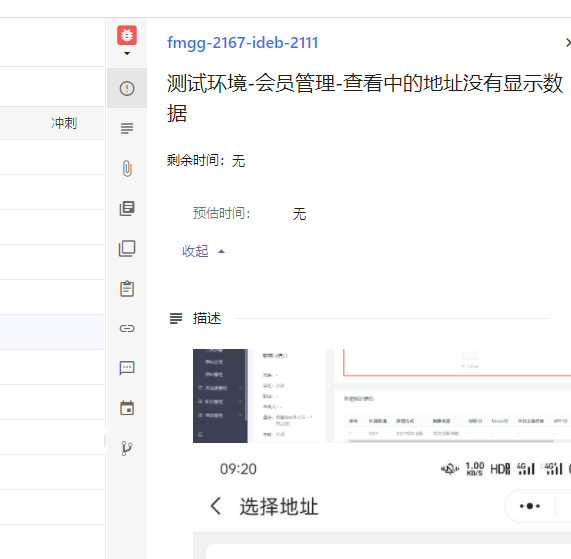 fmgg-2167-ideb-2111
测试环境-会员管理-查看中的地址没有显示数
据
冲刺
剩余时间：无
预估时间： 无
收起
描述
09:20 1.00 KB/S HD 4G 4G
选择地址